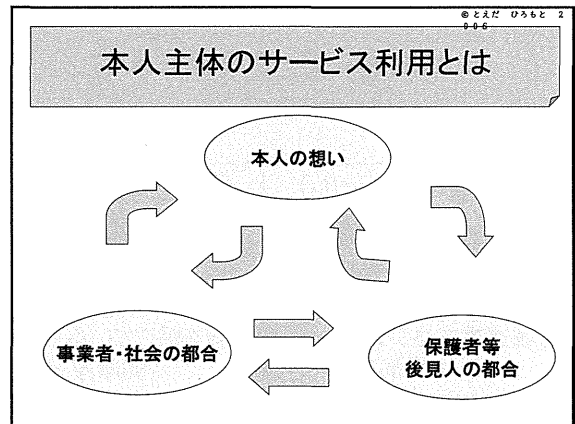 ©とえだ ひろもと 2
006
本人主体のサービス利用とは
本人の想い
事業者・社会の都合
保護者等
後見人の都合